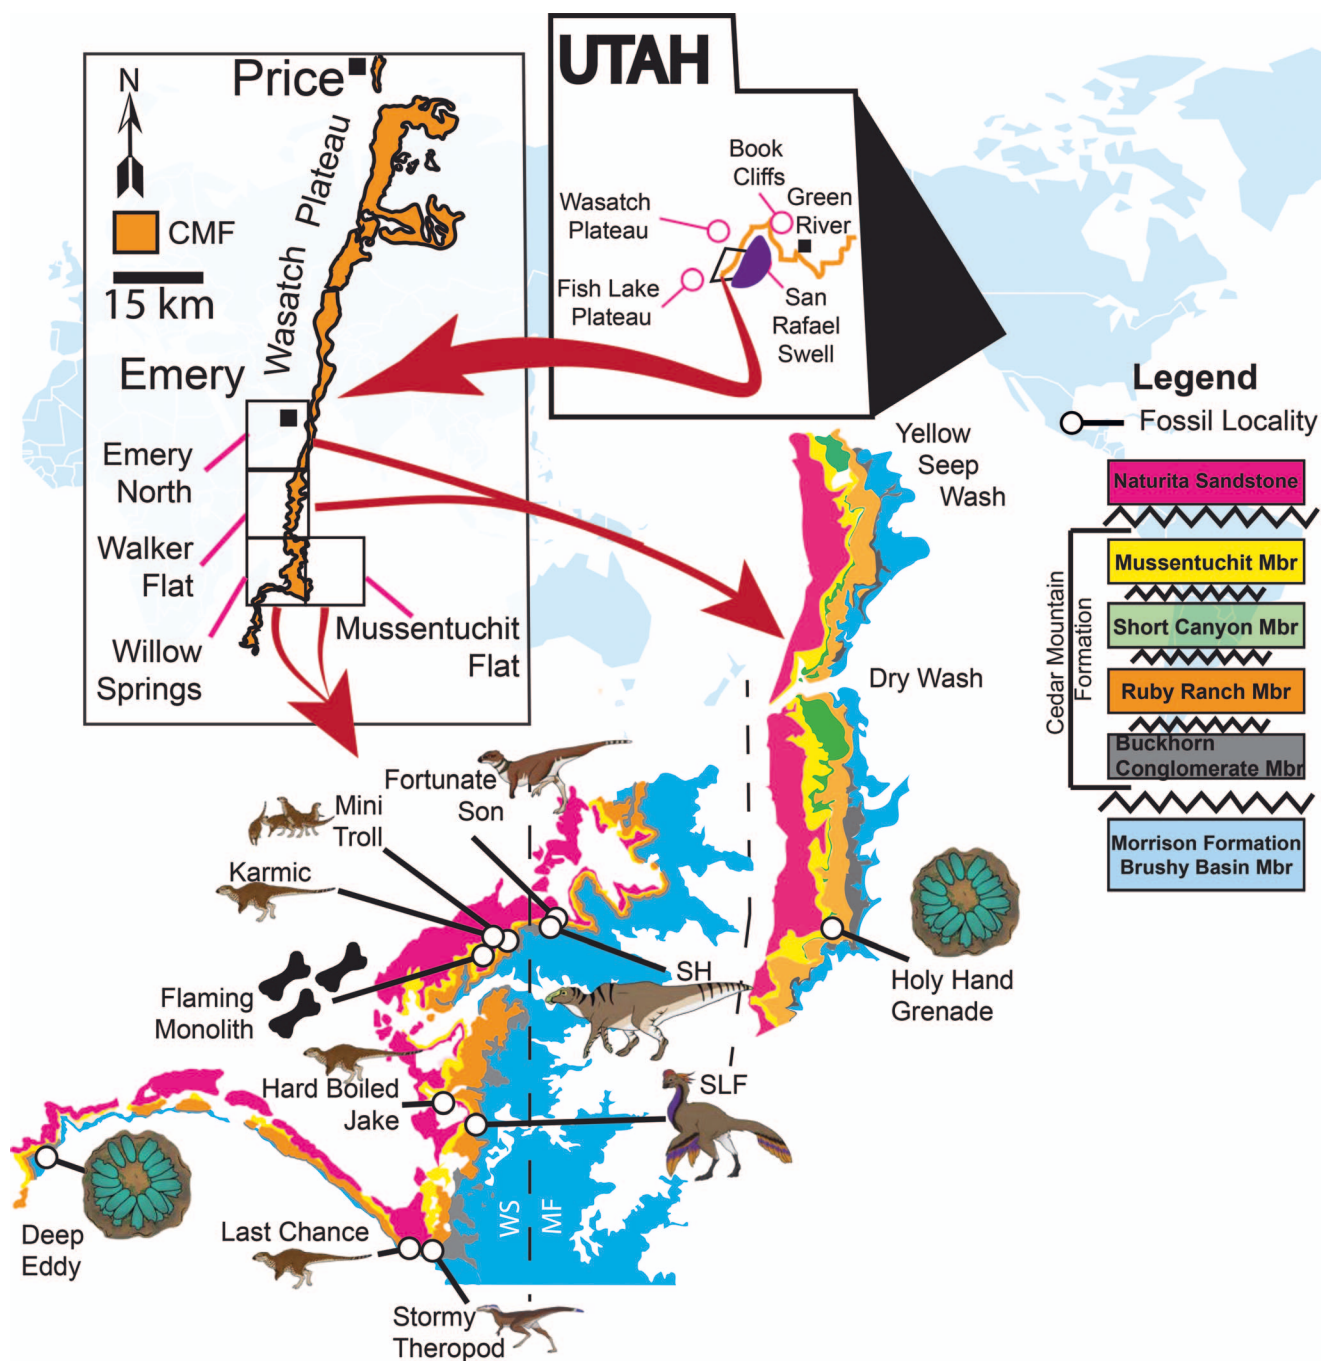 UTAH
Price
N
Wasatch Plateau
CMF
15 km
Emery
Emery
North
Walker
Flat
Willow
Springs
Mussentuchit
Flat
Book
Cliffs
Wasatch
Plateau
Green
River
Fish Lake
Plateau
San
Rafael
Swell
Legend
Fossil Locality
Naturita Sandstone
Cedar Mountain
Formation
Mussentuchit Mbr
Short Canyon Mbr
Ruby Ranch Mbr
Buckhorn
Conglomerate Mbr
Morrison Formation
Brushy Basin Mbr
Yellow
Seep
Wash
Dry Wash
Fortunate
Son
Mini
Troll
Karmic
Flaming
Monolith
SH
Holy Hand
Grenade
Hard Boiled
Jake
SLF
WS
MF
Deep
Eddy
Last Chance
Stormy
Theropod